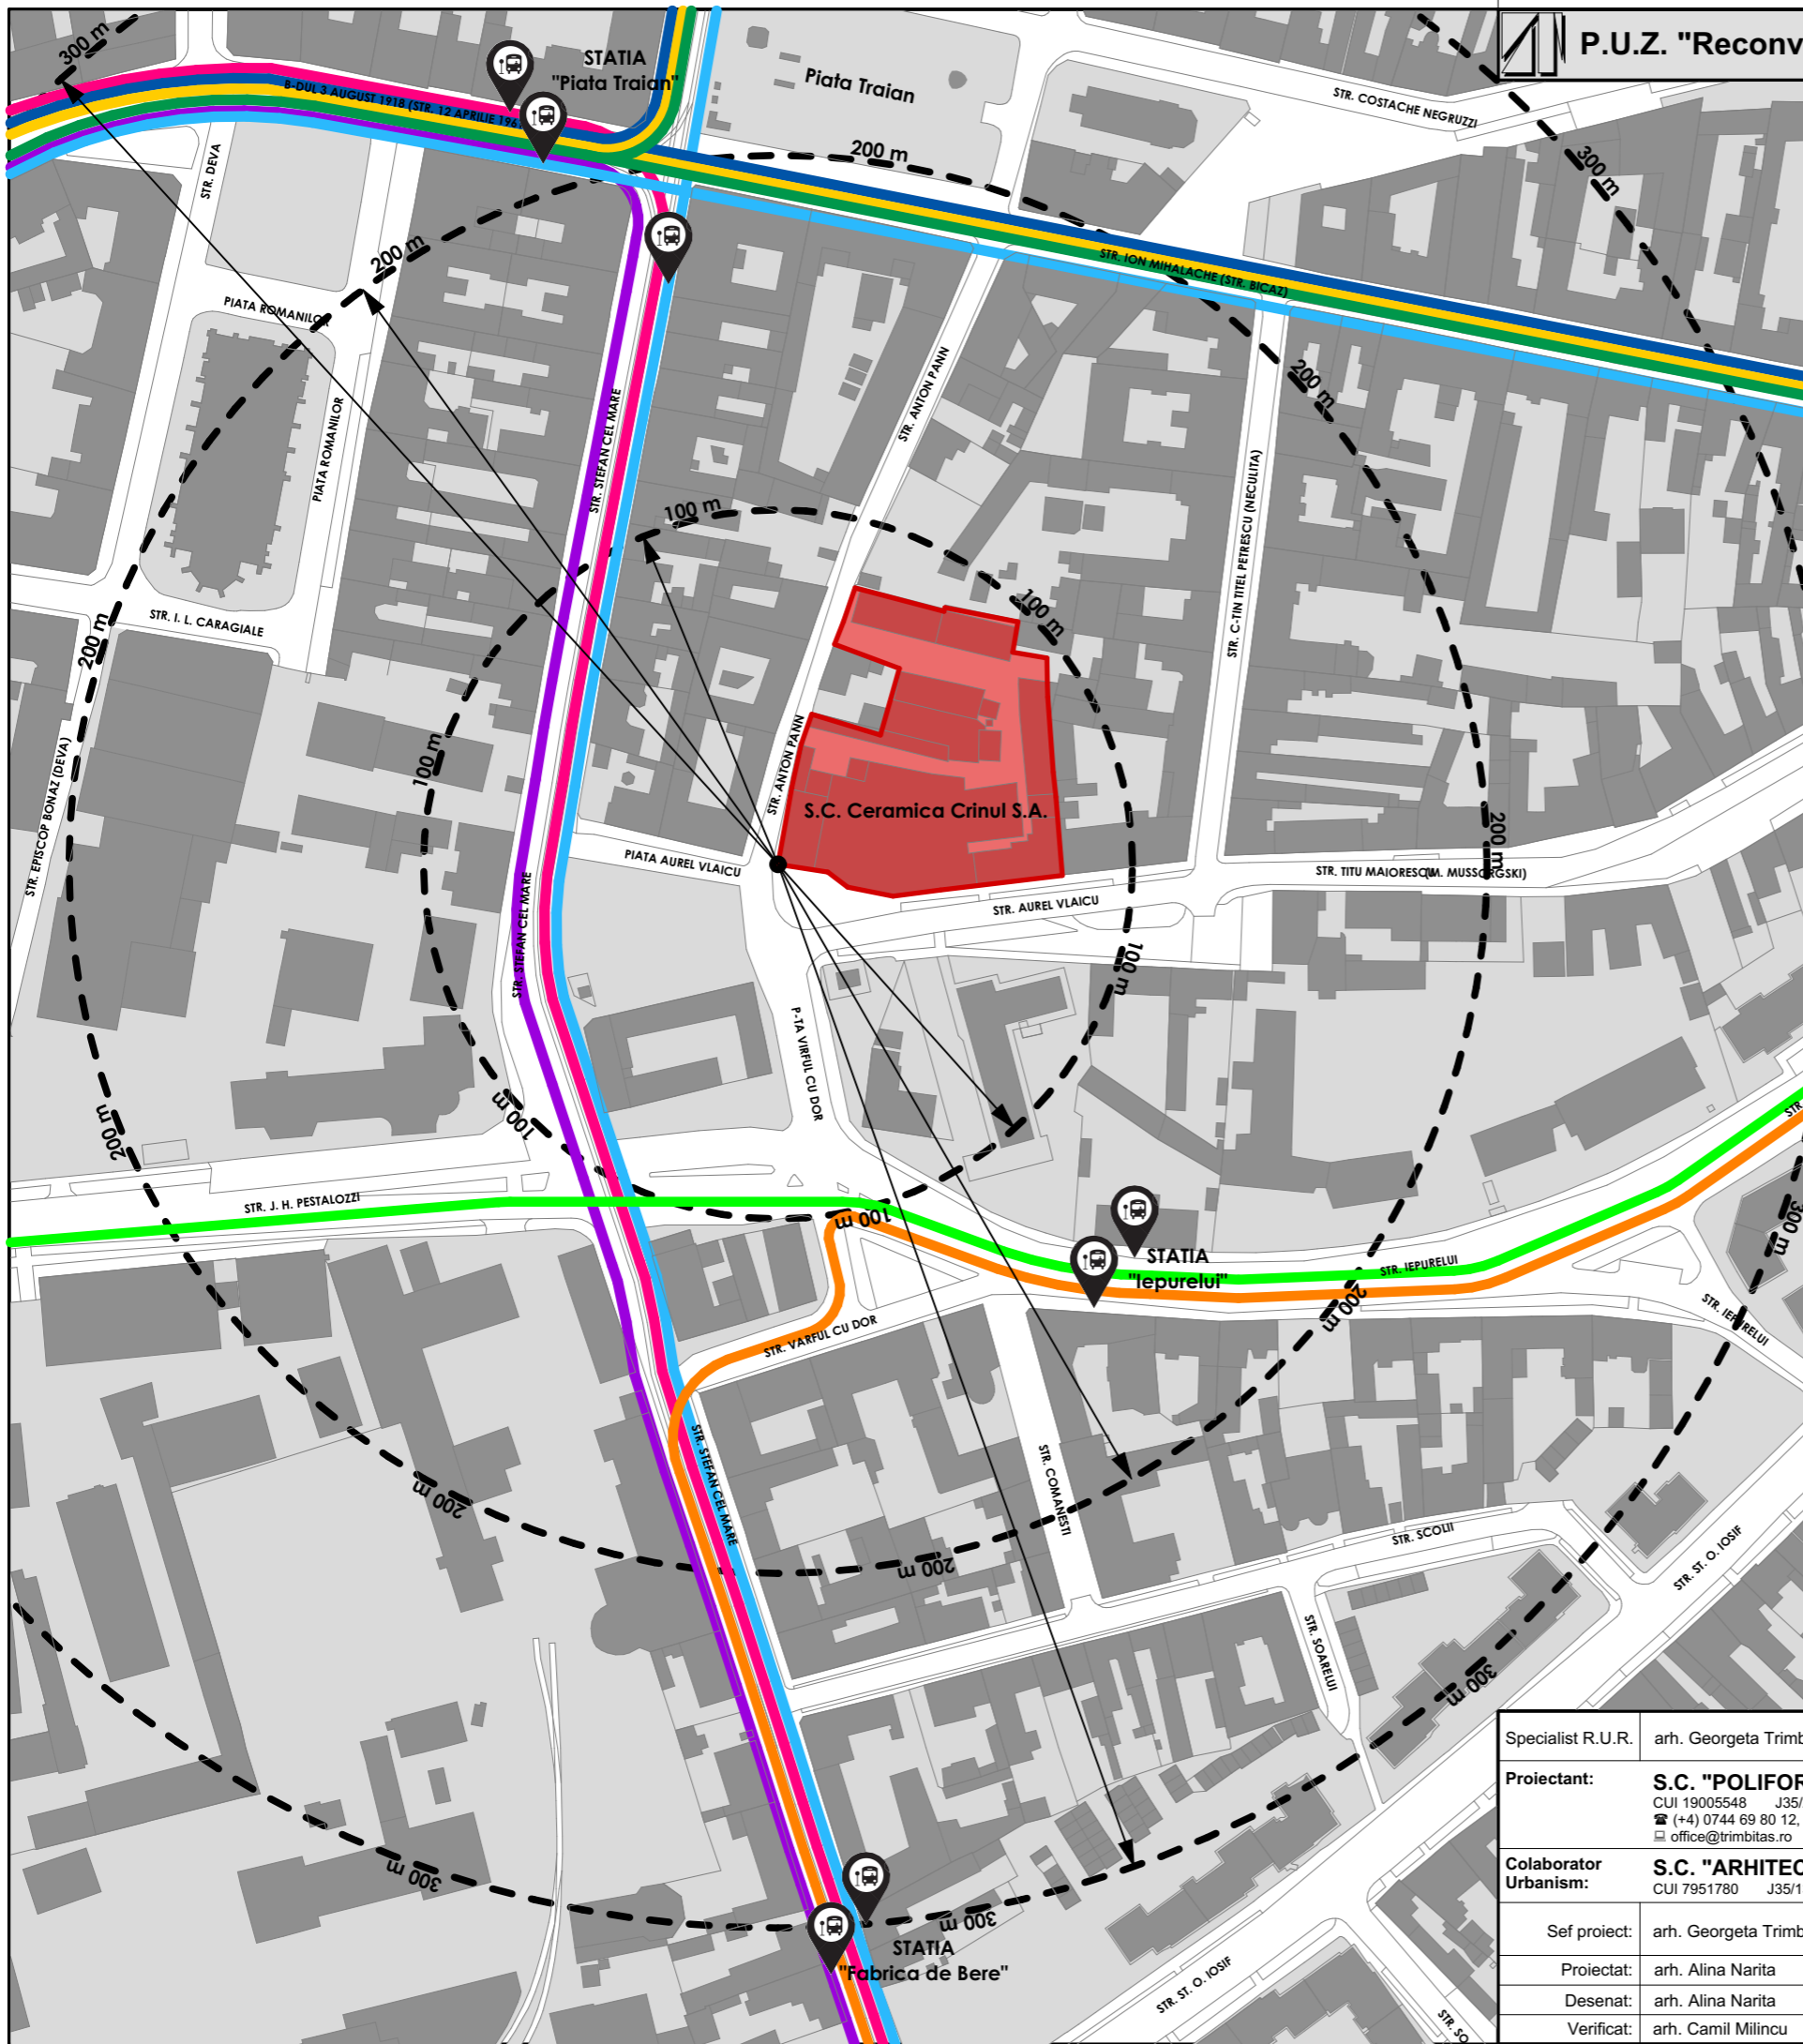 P.U.Z. "Reconv
300 m
STATIA
"Piata Traian"
Piata Traian
B-DUL 3 AUGUST 1918 (STR. 12 APRILIE 196
STR. COSTACHE NEGRUZZI
STR. DEVA
200 m
300 m
200 m
STR. ION MIHALACHE (STR. BICAZ)
PIATA ROMANILOR
PIATA ROMANILOR
STR. STEFAN CEL MARE
STR. ANTON PANN
200 m
STR. C-TIN TITEL PETRESCU (NECULITA)
100 m
100 m
STR. I. L. CARAGIALE
200 m
STR. EPISCOP BONAZ (DEVA)
100 m
STR. ANTON PANN
S.C. Ceramica Crinul S.A.
PIATA AUREL VLAICU
STR. TITU MAIORESCU (M. MUSSORGSKI)
200 m
STR. AUREL VLAICU
STR. STEFAN CEL MARE
100 m
P-TA VIRFUL CU DOR
100 m
200 m
STR.
STR. J. H. PESTALOZZI
100 m
300 m
STATIA
"Iepurelui"
STR. IEPURELUI
200 m
STR. IEPURELUI
STR. VARFUL CU DOR
STR. STEFAN CEL MARE
STR. COMANESTI
200 m
200 m
STR. SCOLII
STR. ST. O. IOSIF
STR. SOARELUI
300 m
300 m
300 m
STATIA
"Fabrica de Bere"
STR. ST. O. IOSIF
STR. SO
Specialist R.U.R. arh. Georgeta Trimb
Proiectant: S.C. "POLIFOR
CUI 19005548 J35/
☎ (+4) 0744 69 80 12,
office@trimbitas.ro
Colaborator S.C. "ARHITEC
Urbanism: CUI 7951780 J35/1
Sef proiect: arh. Georgeta Trimb
Proiectat: arh. Alina Narita
Desenat: arh. Alina Narita
Verificat: arh. Camil Milincu